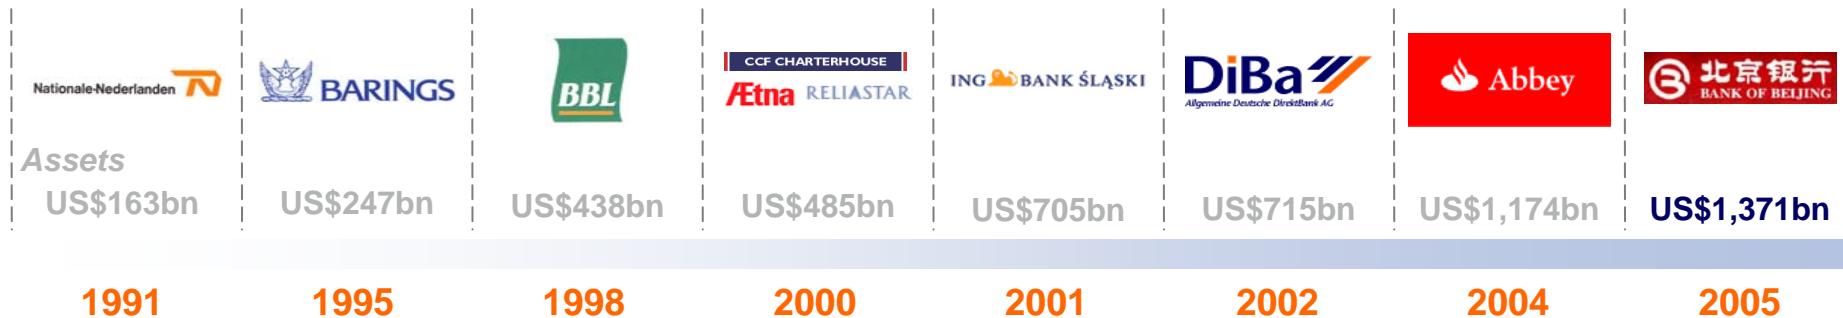 Nationale-Nederlanden
BARINGS
BBL
CCF CHARTERHOUSE
Ætna RELIASTAR
ING BANK ŚLĄSKI
DiBa
Allgemeine Deutsche DirektBank AG
Abbey
北京银行
BANK OF BEIJING
Assets
US$163bn US$247bn US$438bn US$485bn US$705bn US$715bn US$1,174bn US$1,371bn
1991 1995 1998 2000 2001 2002 2004 2005